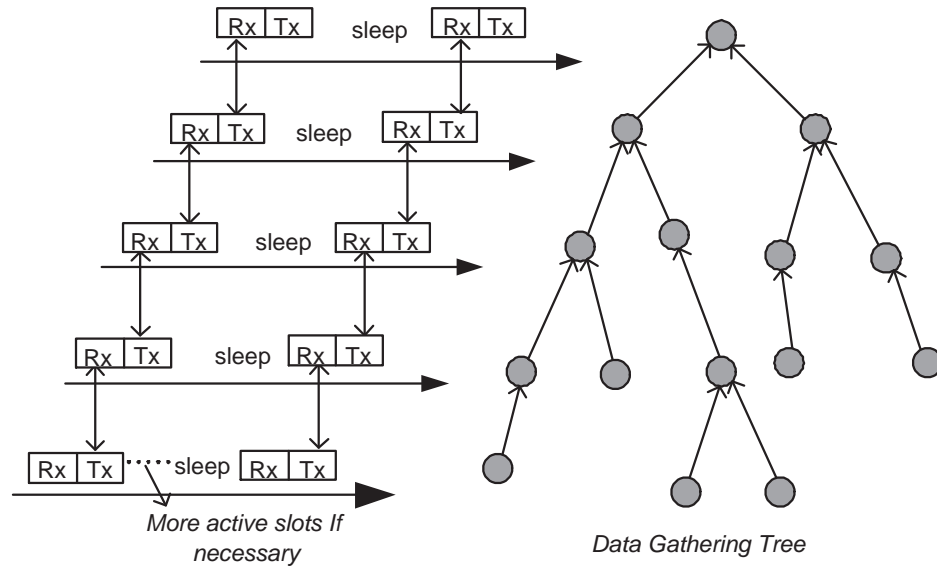 Rx Tx sleep Rx Tx
Rx Tx sleep Rx Tx
Rx Tx sleep Rx Tx
Rx Tx sleep Rx Tx
Rx Tx sleep Rx Tx
More active slots If
necessary
Data Gathering Tree